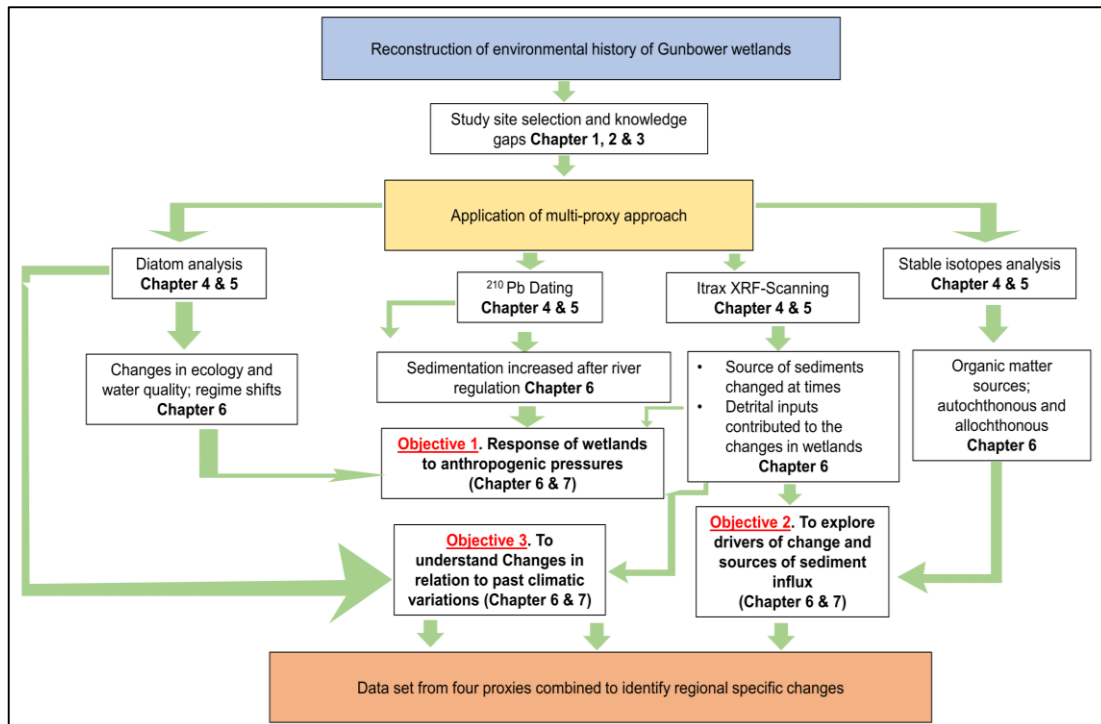 Reconstruction of environmental history of Gunbower wetlands
Study site selection and knowledge
gaps Chapter 1, 2 & 3
Application of multi-proxy approach
Diatom analysis
Chapter 4 & 5
²¹⁰ Pb Dating
Chapter 4 & 5
Itrax XRF-Scanning
Chapter 4 & 5
Stable isotopes analysis
Chapter 4 & 5
Changes in ecology and
water quality; regime shifts
Chapter 6
Sedimentation increased after river
regulation Chapter 6
• Source of sediments
changed at times
• Detrital inputs
contributed to the
changes in wetlands
Chapter 6
Organic matter
sources;
autochthonous and
allochthonous
Chapter 6
Objective 1. Response of wetlands
to anthropogenic pressures
(Chapter 6 & 7)
Objective 3. To
understand Changes in
relation to past climatic
variations (Chapter 6 & 7)
Objective 2. To explore
drivers of change and
sources of sediment
influx
(Chapter 6 & 7)
Data set from four proxies combined to identify regional specific changes